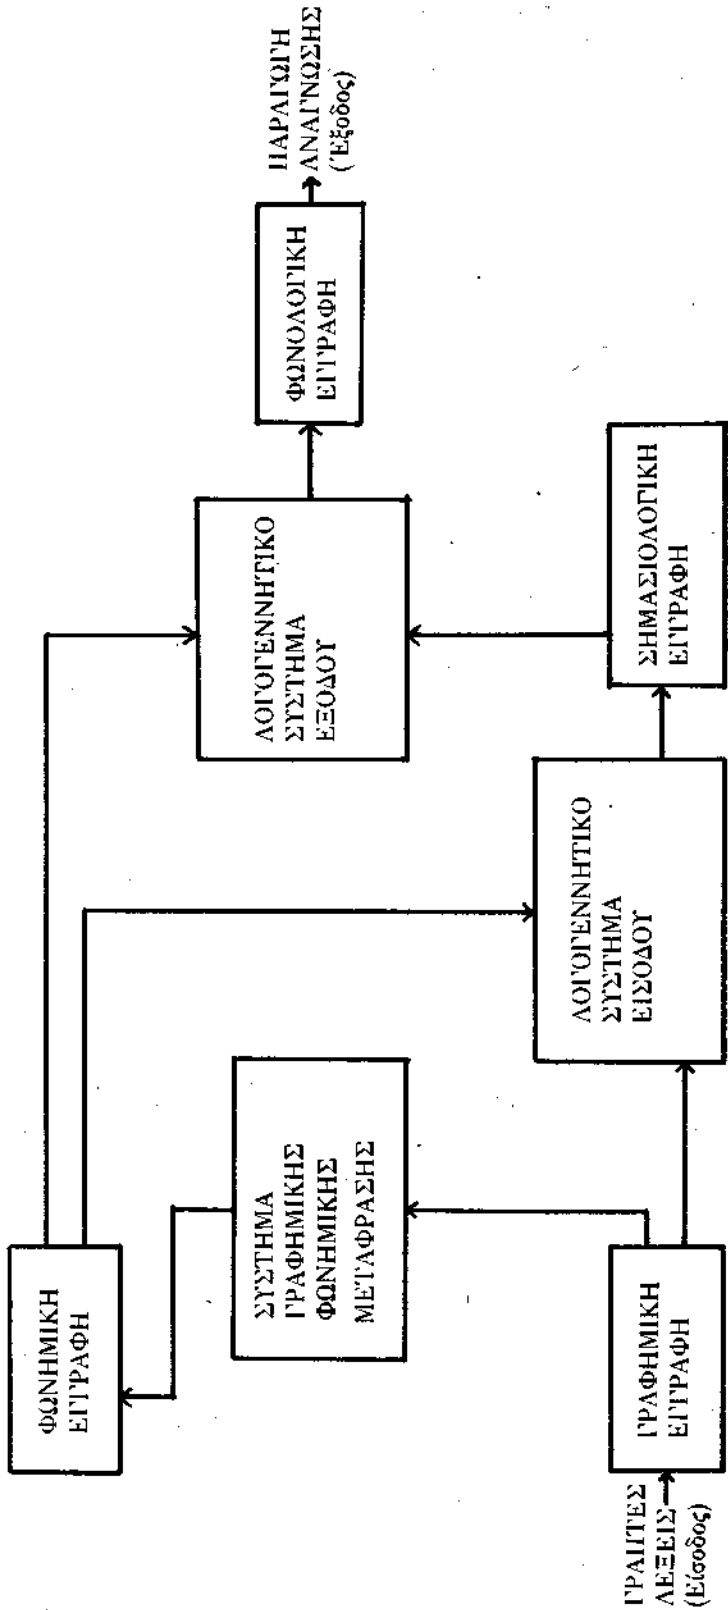 ΦΩΝΗΜΙΚΗ
ΕΓΓΡΑΦΗ
ΣΥΣΤΗΜΑ
ΓΡΑΦΗΜΙΚΗΣ
ΦΩΝΗΜΙΚΗΣ
ΜΕΤΑΦΡΑΣΗΣ
ΓΡΑΠΤΕΣ
ΛΕΞΕΙΣ
(Είσοδος)
ΓΡΑΦΗΜΙΚΗ
ΕΓΓΡΑΦΗ
ΛΟΓΟΓΕΝΝΗΤΙΚΟ
ΣΥΣΤΗΜΑ
ΕΙΣΟΔΟΥ
ΣΗΜΑΣΙΟΛΟΓΙΚΗ
ΕΓΓΡΑΦΗ
ΛΟΓΟΓΕΝΝΗΤΙΚΟ
ΣΥΣΤΗΜΑ
ΕΞΟΔΟΥ
ΦΩΝΟΛΟΓΙΚΗ
ΕΓΓΡΑΦΗ
ΠΑΡΑΓΩΓΗ
ΑΝΑΓΝΩΣΗΣ
(Έξοδος)